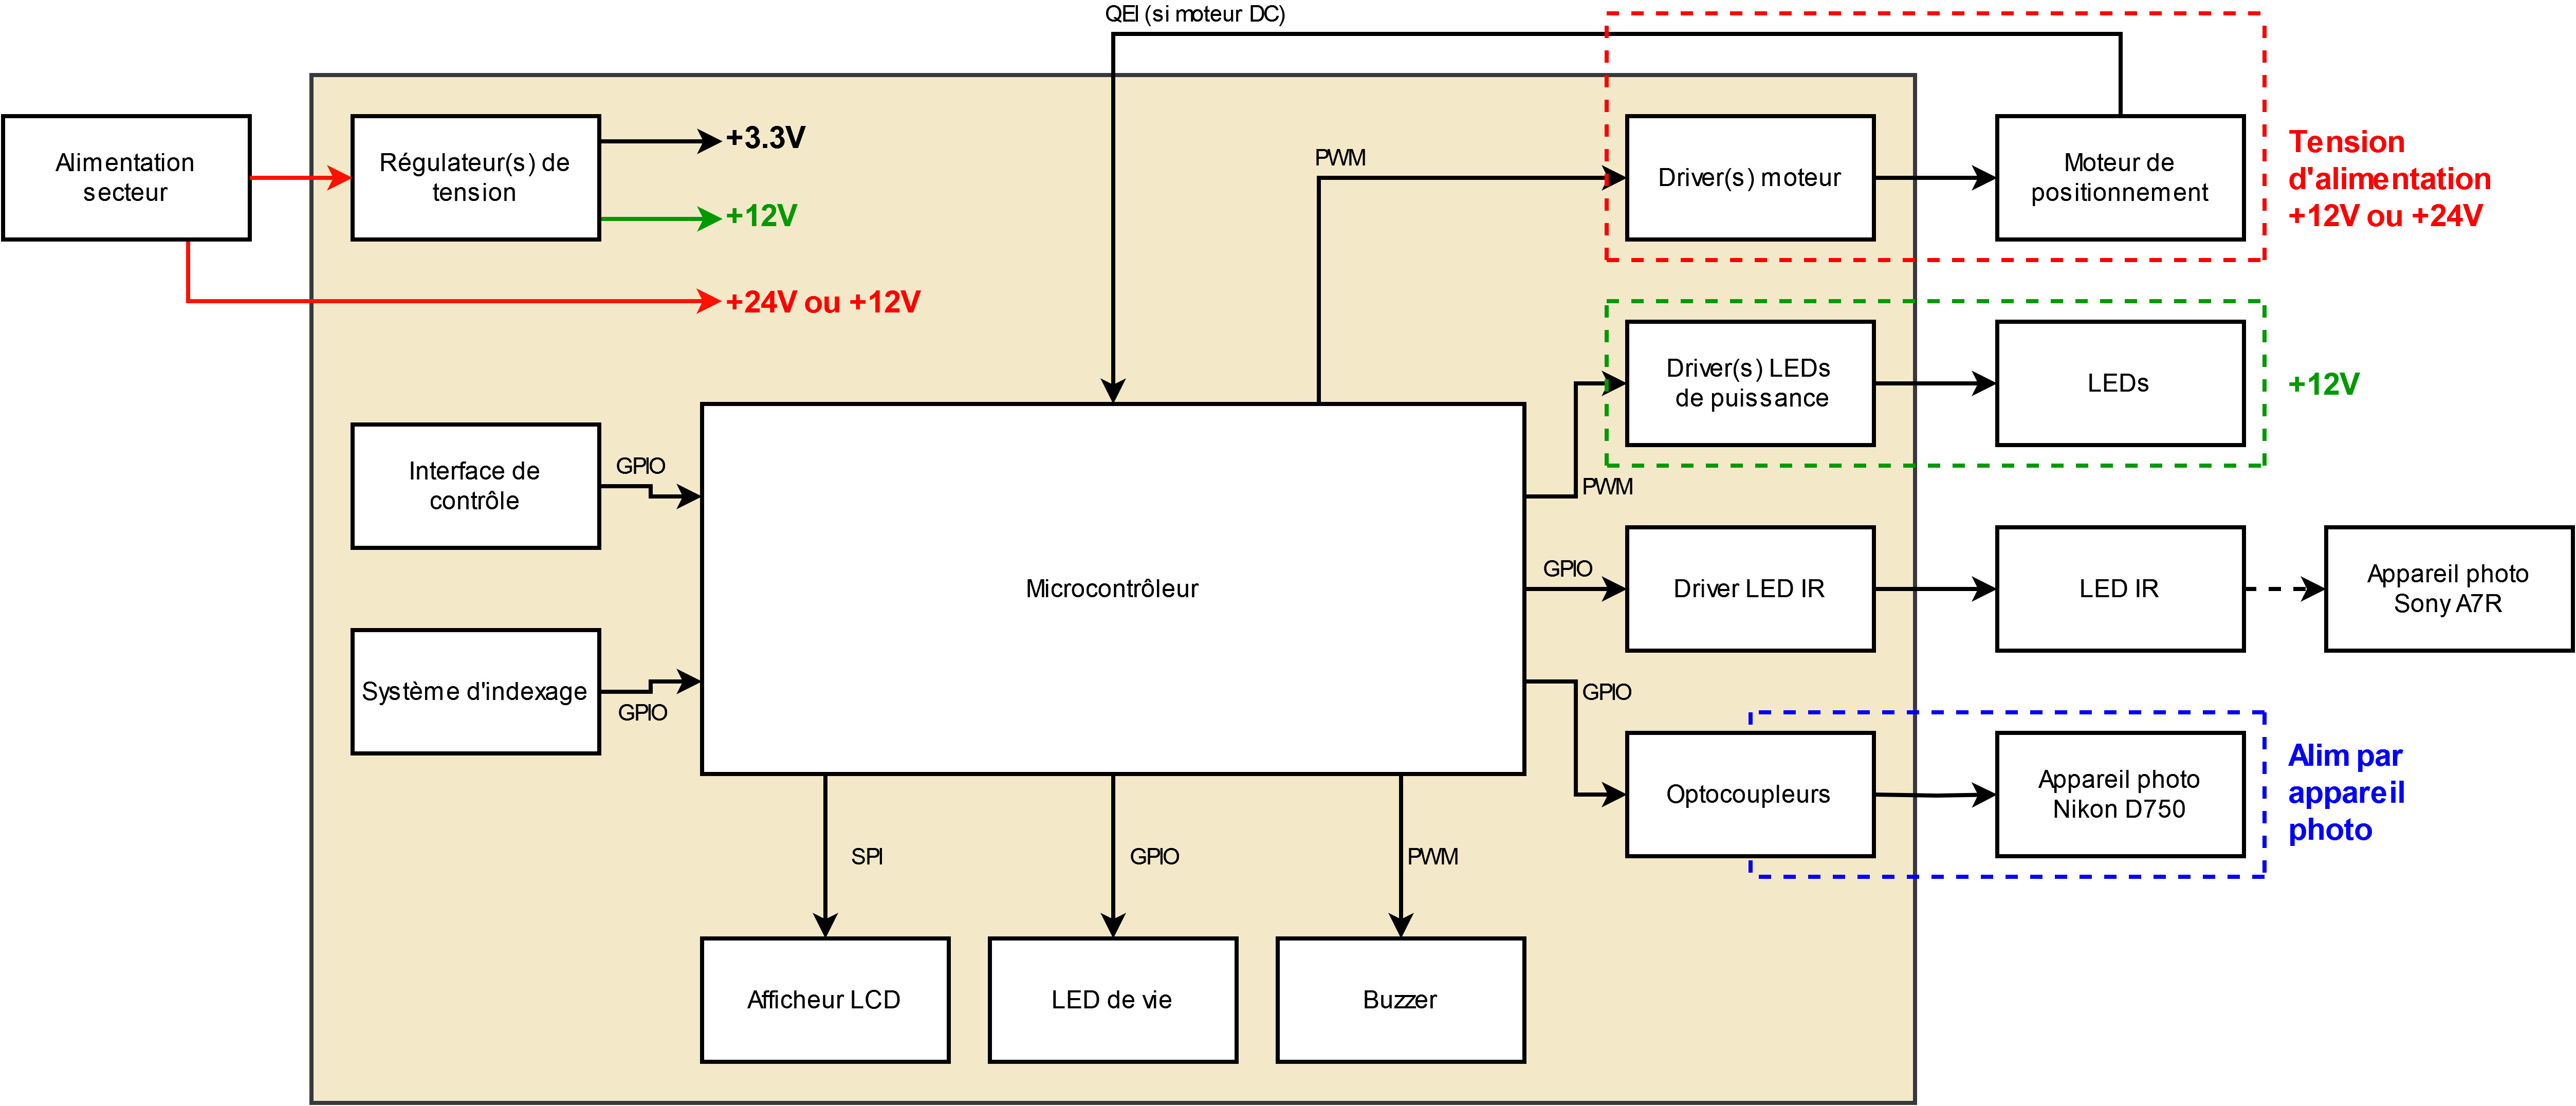 QEI (si moteur DC)
Alimentation
secteur
Régulateur(s) de
tension
+3.3V
+12V
+24V ou +12V
PWM
Driver(s) moteur
Moteur de
positionnement
Tension
d'alimentation
+12V ou +24V
Driver(s) LEDs
de puissance
LEDs
+12V
PWM
Interface de
contrôle
GPIO
Microcontrôleur
GPIO
Driver LED IR
LED IR
Appareil photo
Sony A7R
Système d'indexage
GPIO
GPIO
Optocoupleurs
Appareil photo
Nikon D750
Alim par
appareil
photo
SPI
GPIO
PWM
Afficheur LCD
LED de vie
Buzzer